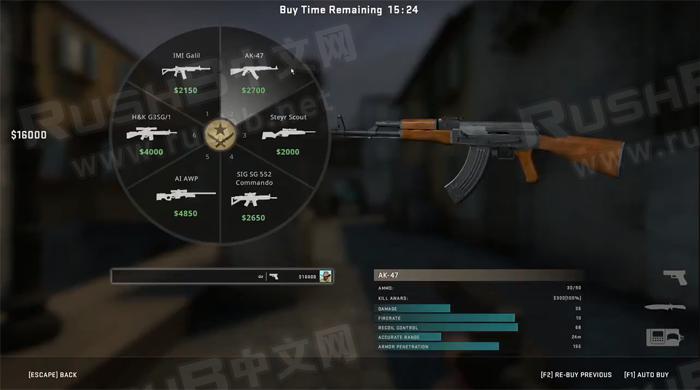 Buy Time Remaining 15:24
IMI Galil
$2150
AK-47
$2700
H&K G3SG/1
$4000
Steyr Scout
$2000
AI AWP
$4850
SIG SG 552
Commando
$2650
1
3
4
5
6
$16000
$16000
AK-47
AMMO: 30/90
KILL AWARD: $300(100%)
DAMAGE
FIRERATE 10
RECOIL CONTROL
ACCURATE RANGE
ARMOR PENETRATION 155
[ESCAPE] BACK
[F2] RE-BUY PREVIOUS
[F1] AUTO BUY
RushB中文网